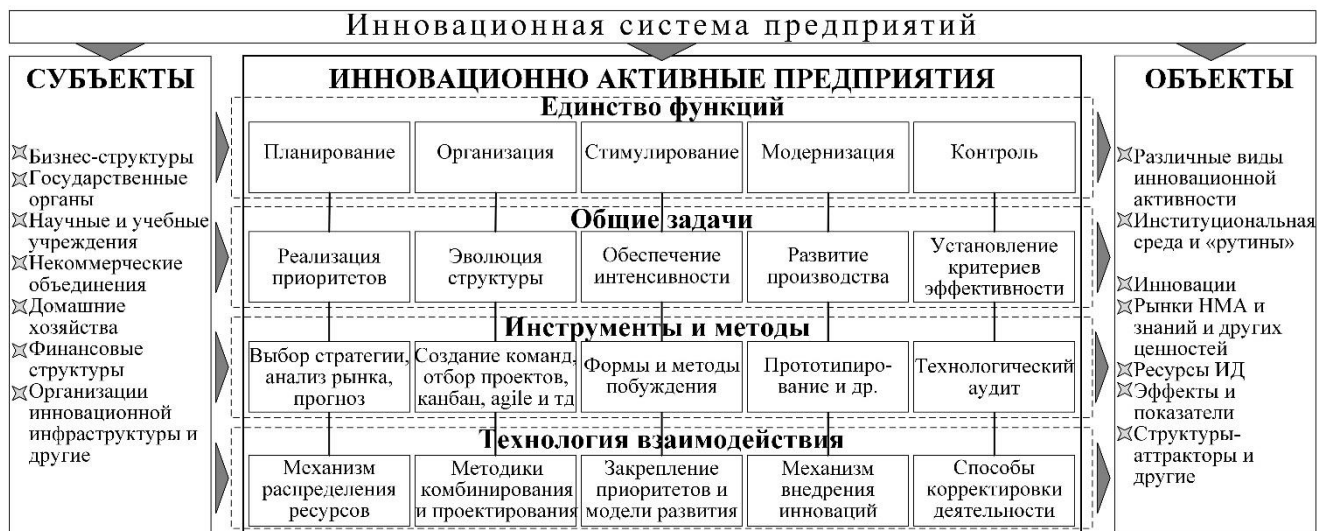 Инновационная система предприятий
СУБЪЕКТЫ
Бизнес-структуры
Государственные
органы
Научные и учебные
учреждения
Некоммерческие
объединения
Домашние
хозяйства
Финансовые
структуры
Организации
инновационной
инфраструктуры и
другие
ИННОВАЦИОННО АКТИВНЫЕ ПРЕДПРИЯТИЯ
Единство функций
Планирование
Организация
Стимулирование
Модернизация
Контроль
Общие задачи
Реализация
приоритетов
Эволюция
структуры
Обеспечение
интенсивности
Развитие
производства
Установление
критериев
эффективности
Инструменты и методы
Выбор стратегии,
анализ рынка,
прогноз
Создание команд,
отбор проектов,
канбан, agile и тд
Формы и методы
побуждения
Прототипиро-
вание и др.
Технологический
аудит
Технология взаимодействия
Механизм
распределения
ресурсов
Методики
комбинирования
и проектирования
Закрепление
приоритетов и
модели развития
Механизм
внедрения
инноваций
Способы
корректировки
деятельности
ОБЪЕКТЫ
Различные виды
инновационной
активности
Институциональная
среда и «рутины»
Инновации
Рынки НМА и
знаний и других
ценностей
Ресурсы ИД
Эффекты и
показатели
Структуры-
аттракторы и
другие